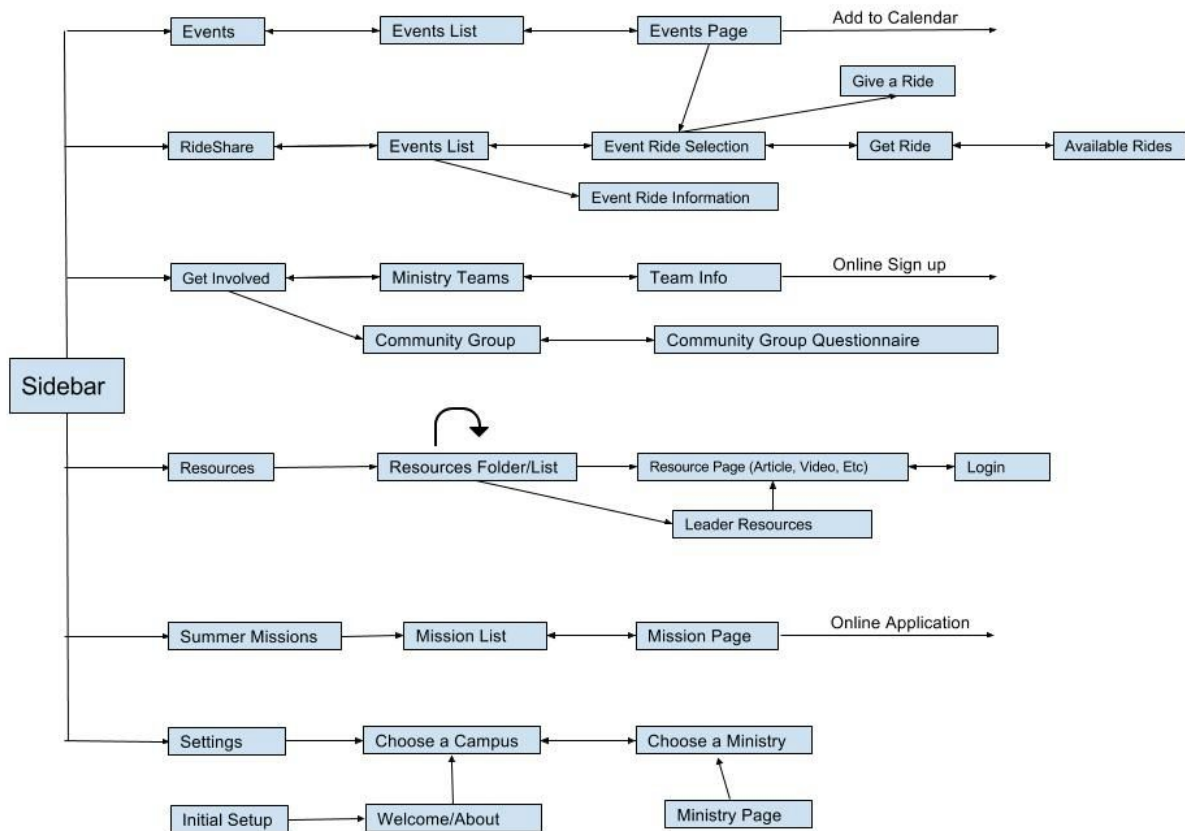 Add to Calendar
Events
Events List
Events Page
Give a Ride
RideShare
Events List
Event Ride Selection
Get Ride
Available Rides
Event Ride Information
Online Sign up
Get Involved
Ministry Teams
Team Info
Community Group
Community Group Questionnaire
Sidebar
Resources
Resources Folder/List
Resource Page (Article, Video, Etc)
Login
Leader Resources
Online Application
Summer Missions
Mission List
Mission Page
Settings
Choose a Campus
Choose a Ministry
Initial Setup
Welcome/About
Ministry Page